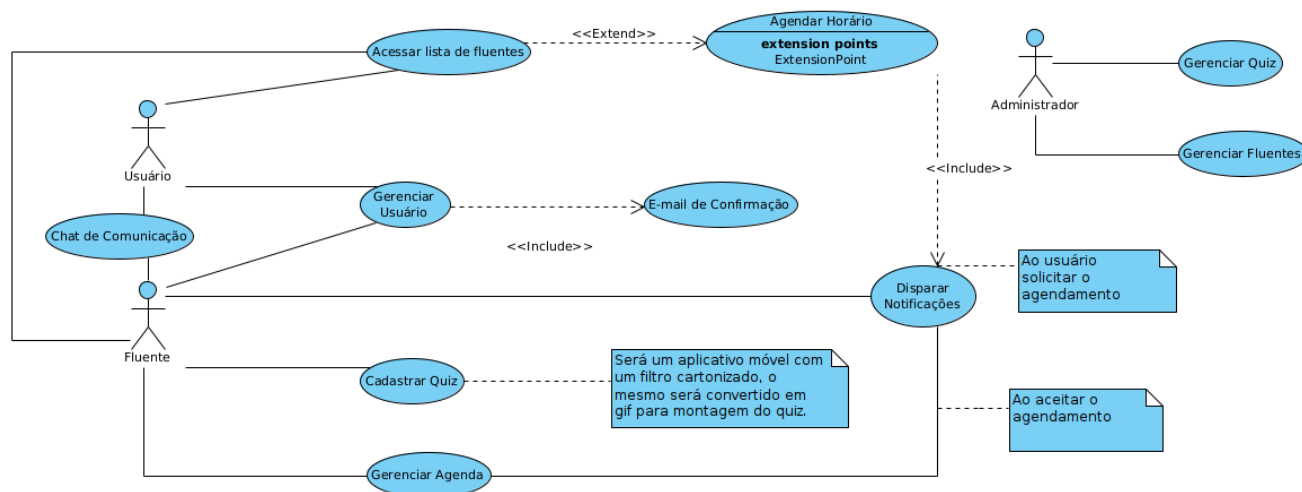 Agendar Horário
<<Extend>>
extension points
ExtensionPoint
Acessar lista de fluentes
Gerenciar Quiz
Administrador
Gerenciar Fluentes
<<Include>>
Usuário
Gerenciar
Usuário
E-mail de Confirmação
Chat de Comunicação
<<Include>>
Ao usuário
solicitar o
agendamento
Disparar
Notificações
Fluente
Cadastrar Quiz
Será um aplicativo móvel com
um filtro cartonizado, o
mesmo será convertido em
gif para montagem do quiz.
Ao aceitar o
agendamento
Gerenciar Agenda